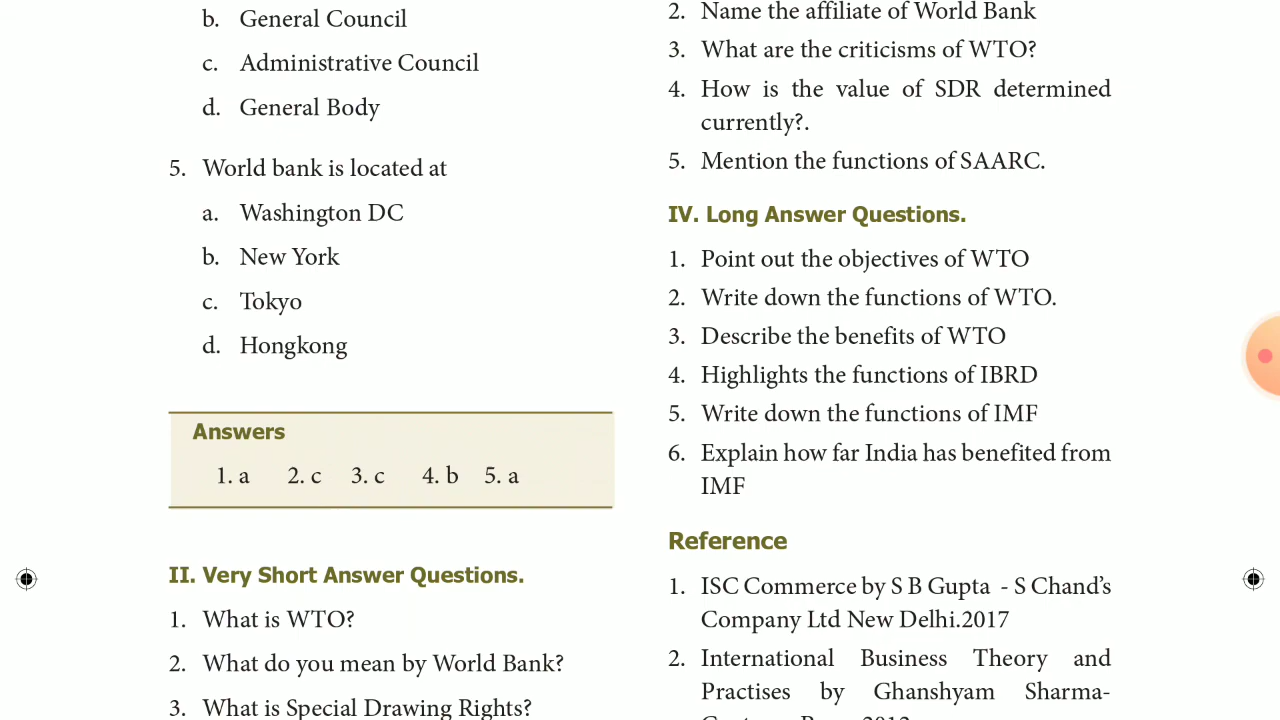 b. General Council
c. Administrative Council
d. General Body
5. World bank is located at
a. Washington DC
b. New York
c. Tokyo
d. Hongkong
Answers
1. a 2. c 3. c 4. b 5. a
II. Very Short Answer Questions.
1. What is WTO?
2. What do you mean by World Bank?
3. What is Special Drawing Rights?
2. Name the affiliate of World Bank
3. What are the criticisms of WTO?
4. How is the value of SDR determined
currently?.
5. Mention the functions of SAARC.
IV. Long Answer Questions.
1. Point out the objectives of WTO
2. Write down the functions of WTO.
3. Describe the benefits of WTO
4. Highlights the functions of IBRD
5. Write down the functions of IMF
6. Explain how far India has benefited from
IMF
Reference
1. ISC Commerce by S B Gupta - S Chand's
Company Ltd New Delhi.2017
2. International Business Theory and
Practises by Ghanshyam Sharma-